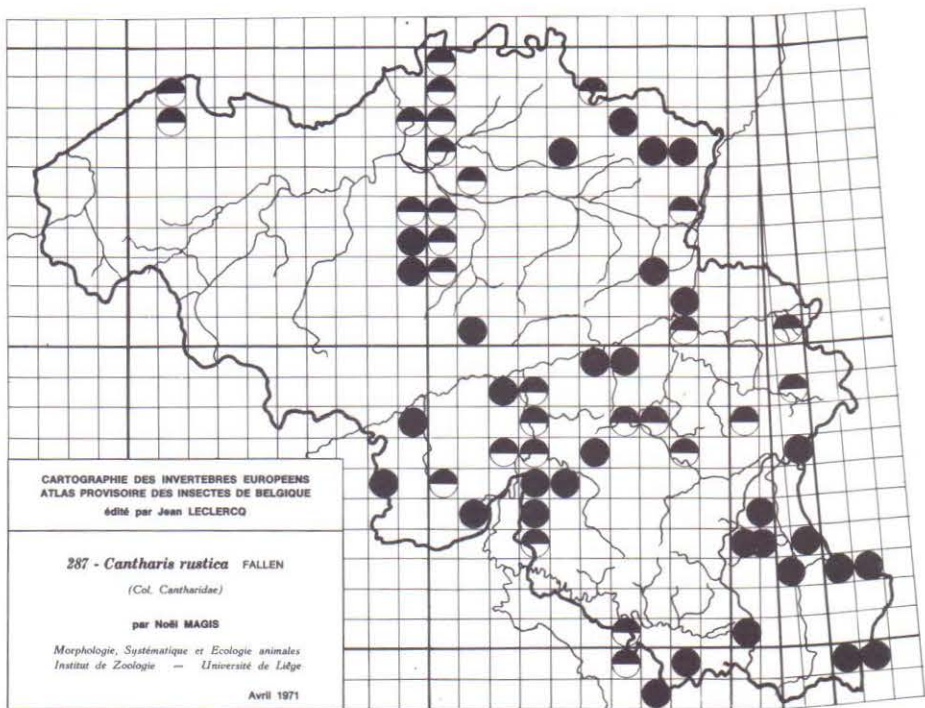 CARTOGRAPHIE DES INVERTEBRES EUROPEENS
ATLAS PROVISOIRE DES INSECTES DE BELGIQUE
édité par Jean LECLERCQ
287 - Cantharis rustica FALLEN
(Col. Cantharidae)
par Noël MAGIS
Morphologie, Systématique et Ecologie animales
Institut de Zoologie — Université de Liège
Avril 1971